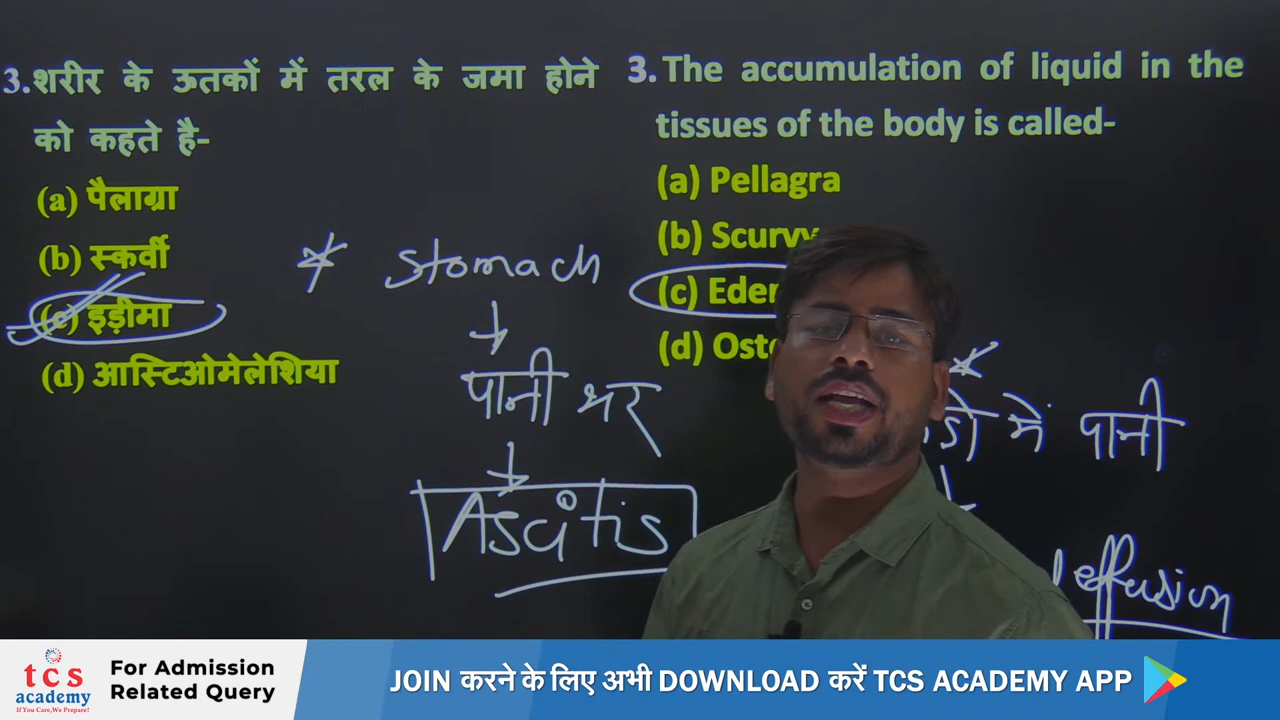 3.शरीर के ऊतकों में तरल के जमा होने
को कहते है-
(a) पैलाग्रा
(b) स्कर्वी
(c) इड़ीमा
(d) आस्टिओमेलेशिया
3. The accumulation of liquid in the
tissues of the body is called-
(a) Pellagra
(b) Scurvy
(c)
(d)
Stomach
पानी भर
Ascitis
में पानी
effusion
tcs
academy
If You Care,We Prepare!
For Admission
Related Query
JOIN करने के लिए अभी DOWNLOAD करें TCS ACADEMY APP